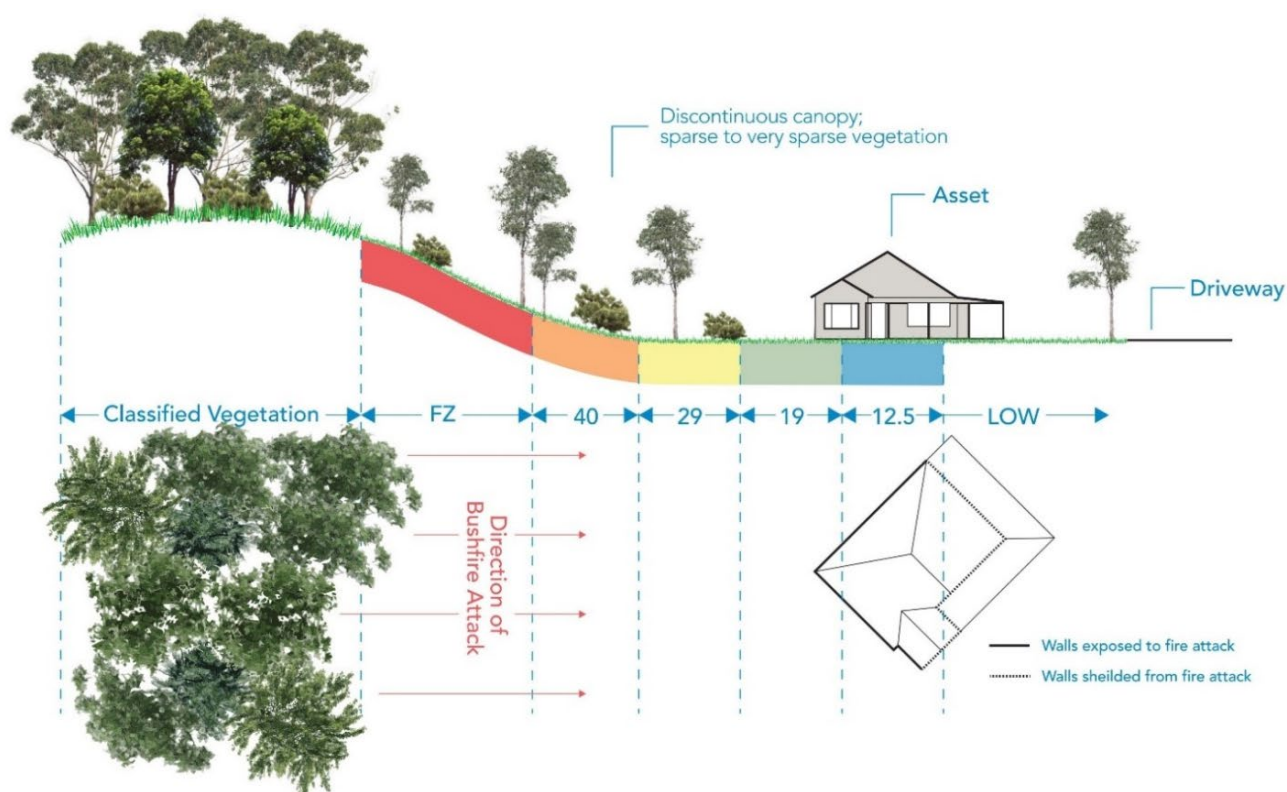 Discontinuous canopy;
sparse to very sparse vegetation
Asset
Driveway
Classified Vegetation
FZ
40
29
19
12.5
LOW
Direction of
Bushfire Attack
Walls exposed to fire attack
Walls sheilded from fire attack